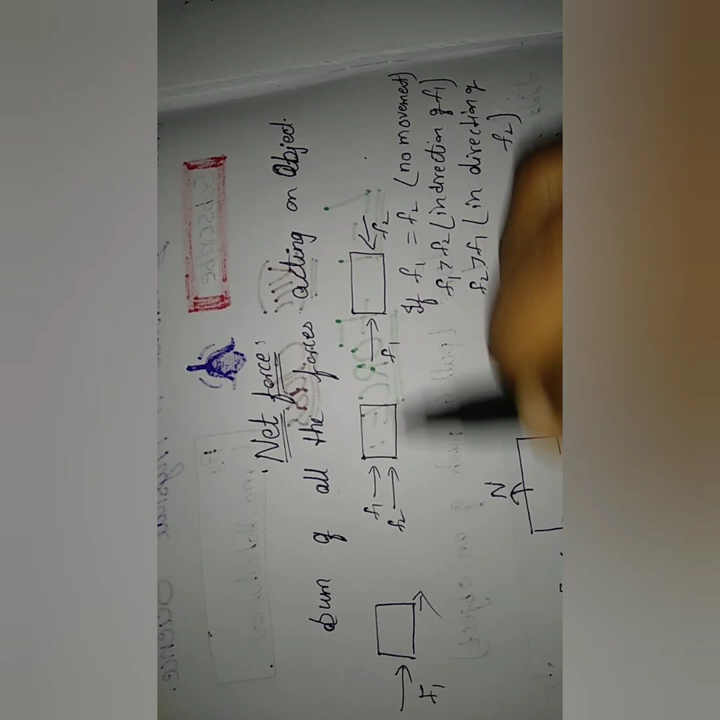 SUBSCRIBE
Net force:
Sum of all the forces acting on Object.
F1
f1
f2
f1
f2
If f1 = f2 (no movement)
f1 > f2 (in direction of f1)
f2 > f1 (in direction of
f2)
N